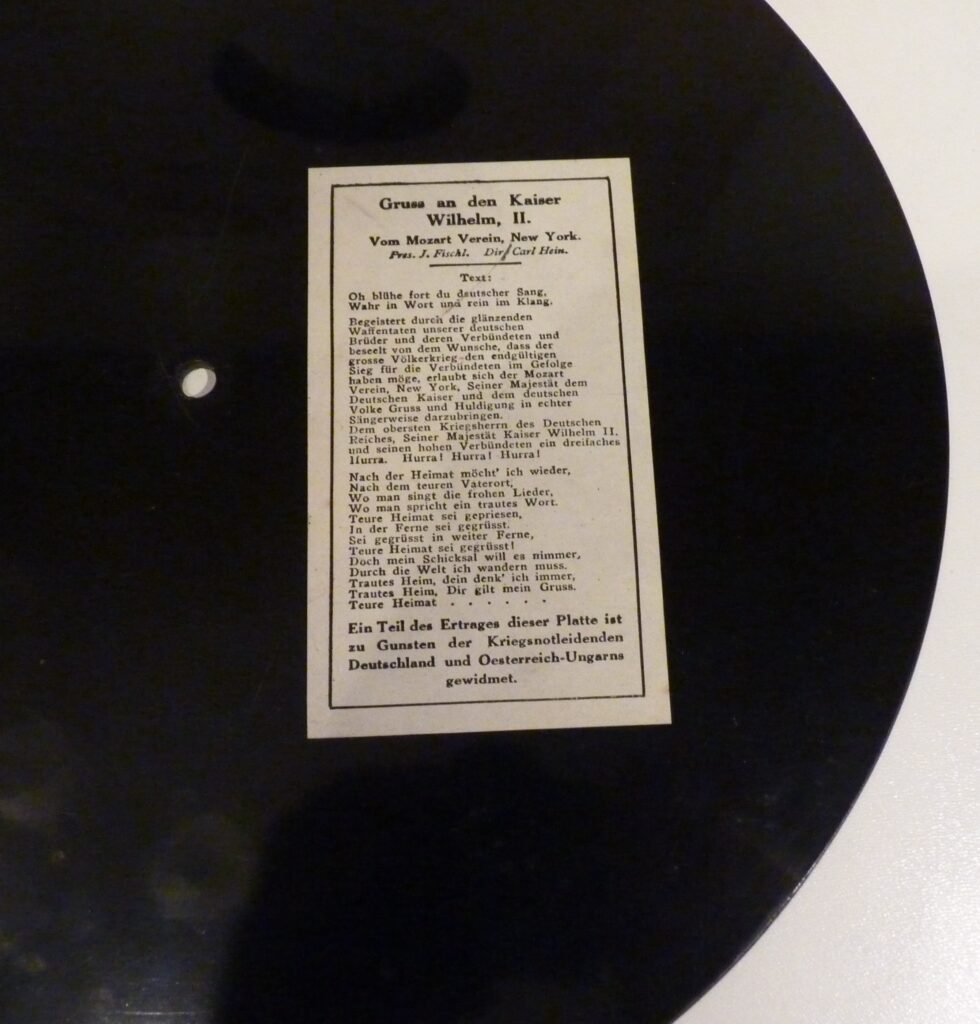 Gruss an den Kaiser
Wilhelm, II.
Vom Mozart Verein, New York.
Pres. J. Fischl. Dir. Carl Hein.
Text:
Oh blühe fort du deutscher Sang,
Wahr in Wort und rein im Klang.
Begeistert durch die glänzenden
Waffentaten unserer deutschen
Brüder und deren Verbündeten und
beseelt von dem Wunsche, dass der
grosse Völkerkrieg den endgültigen
Sieg für die Verbündeten im Gefolge
haben möge, erlaubt sich der Mozart
Verein, New York, Seiner Majestät dem
Deutschen Kaiser und dem deutschen
Volke Gruss und Huldigung in echter
Sängerweise darzubringen.
Dem obersten Kriegsherrn des Deutschen
Reiches, Seiner Majestät Kaiser Wilhelm II.
und seinen hohen Verbündeten ein dreifaches
Hurra. Hurra! Hurra! Hurra!
Nach der Heimat möcht' ich wieder,
Nach dem teuren Vaterort,
Wo man singt die frohen Lieder,
Wo man spricht ein trautes Wort.
Teure Heimat sei gepriesen,
In der Ferne sei gegrüsst.
Sei gegrüsst in weiter Ferne,
Teure Heimat sei gegrüsst!
Doch mein Schicksal will es nimmer,
Durch die Welt ich wandern muss.
Trautes Heim, dein denk' ich immer,
Trautes Heim, Dir gilt mein Gruss.
Teure Heimat . . . . . .
Ein Teil des Ertrages dieser Platte ist
zu Gunsten der Kriegsnotleidenden
Deutschland und Oesterreich-Ungarns
gewidmet.